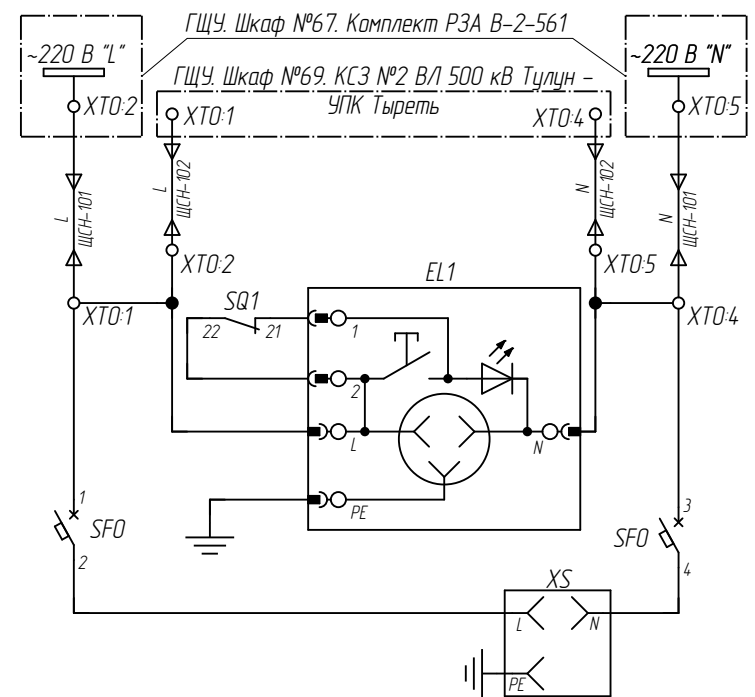 ГЩУ. Шкаф №67. Комплект РЗА В-2-561
~220 В "L"
~220 В "N"
ГЩУ. Шкаф №69. КСЗ №2 ВЛ 500 кВ Тулун -
УПК Тыреть
XT0:2
XT0:1
XT0:4
XT0:5
L
ЩСН-101
L
ЩСН-102
N
ЩСН-102
N
ЩСН-101
XT0:2
XT0:5
EL1
XT0:1
SQ1
XT0:4
22
21
1
2
L
N
PE
1
SF0
2
3
SF0
4
XS
L
N
PE